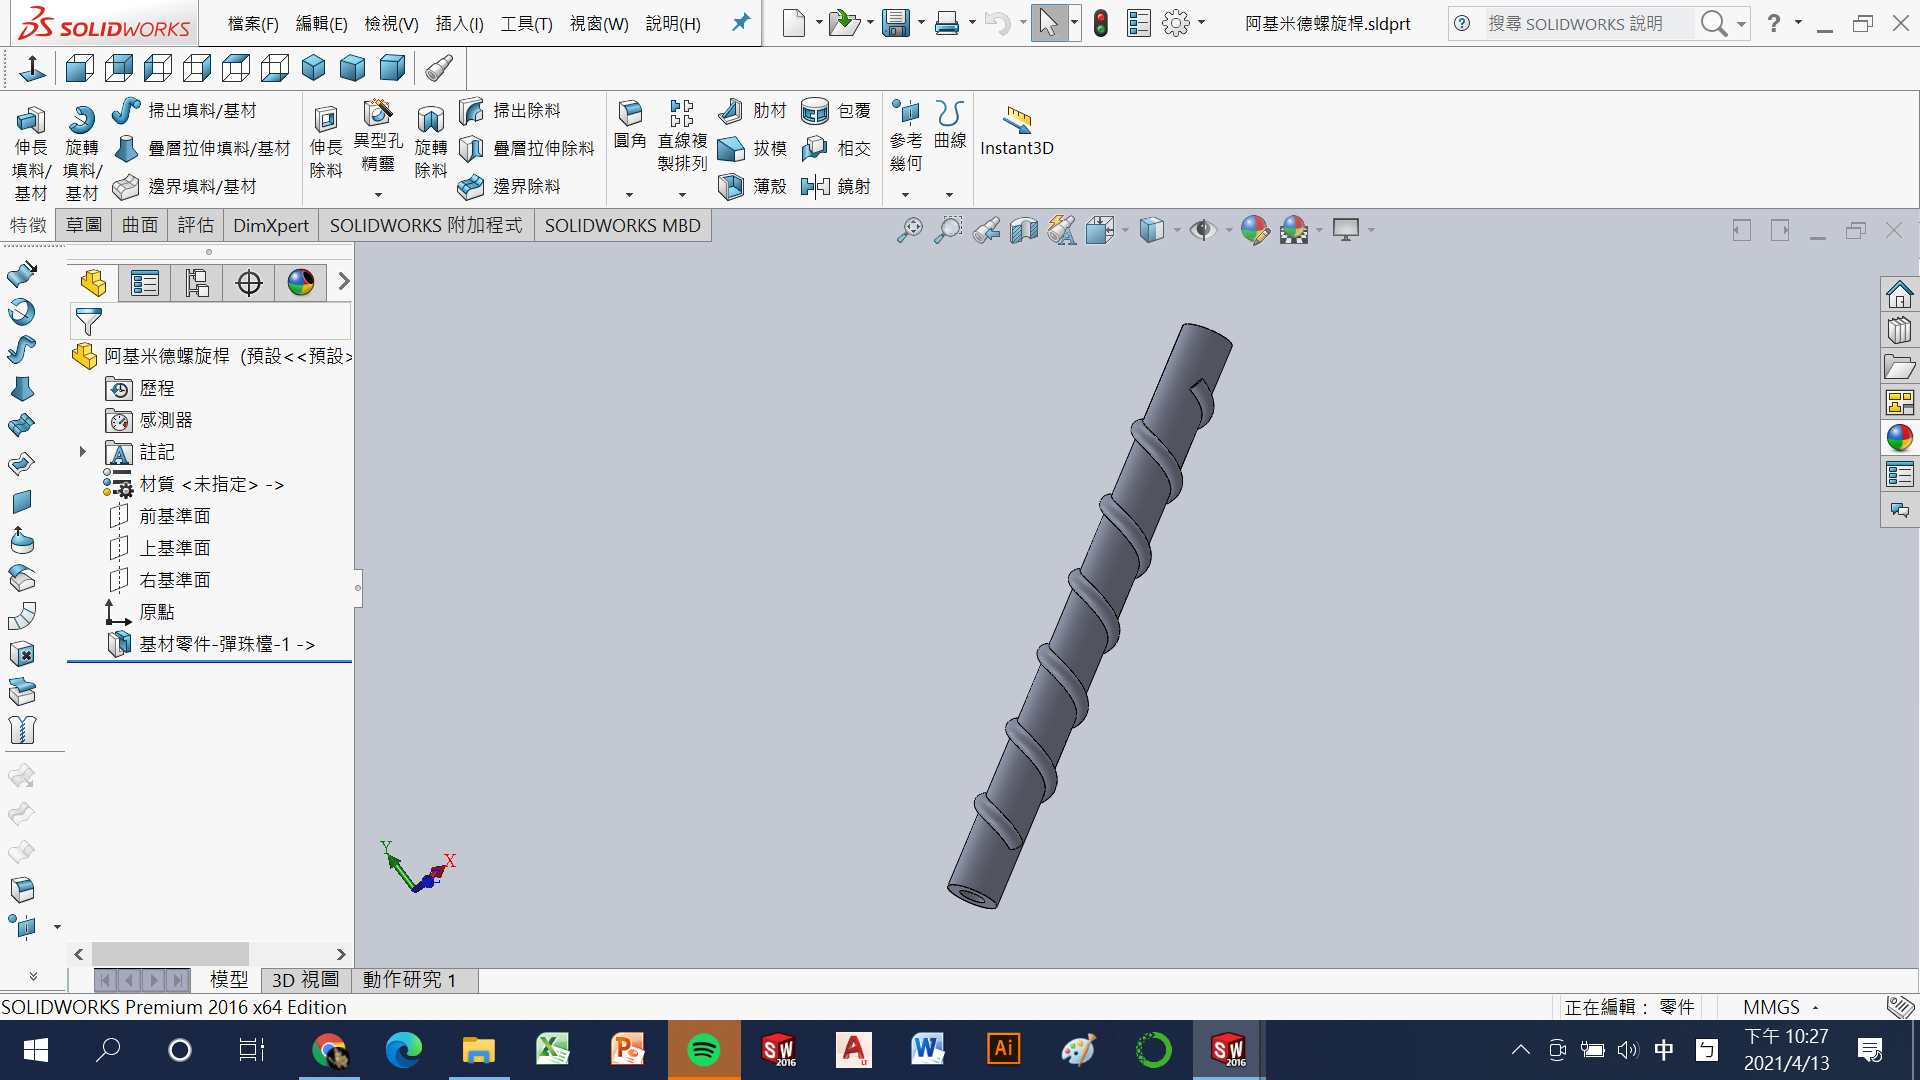 SOLIDWORKS 檔案(F) 編輯(E) 檢視(V) 插入(I) 工具(T) 視窗(W) 說明(H) 阿基米德螺旋桿.sldprt 搜尋 SOLIDWORKS 說明
伸長填料/基材
旋轉填料/基材
掃出填料/基材
疊層拉伸填料/基材
邊界填料/基材
伸長除料
異型孔精靈
旋轉除料
掃出除料
疊層拉伸除料
邊界除料
圓角
直線複製排列
肋材
拔模
薄殼
包覆
相交
鏡射
參考幾何
曲線
Instant3D
特徵 草圖 曲面 評估 DimXpert SOLIDWORKS 附加程式 SOLIDWORKS MBD
阿基米德螺旋桿 (預設<<預設>
歷程
感測器
註記
材質 <未指定> ->
前基準面
上基準面
右基準面
原點
基材零件-彈珠檯-1 ->
Y
X
Z
模型 3D 視圖 動作研究 1
SOLIDWORKS Premium 2016 x64 Edition 正在編輯： 零件 MMGS
SW 2016
A LT
Ai
SW 2016
中
ㄅ
下午 10:27
2021/4/13